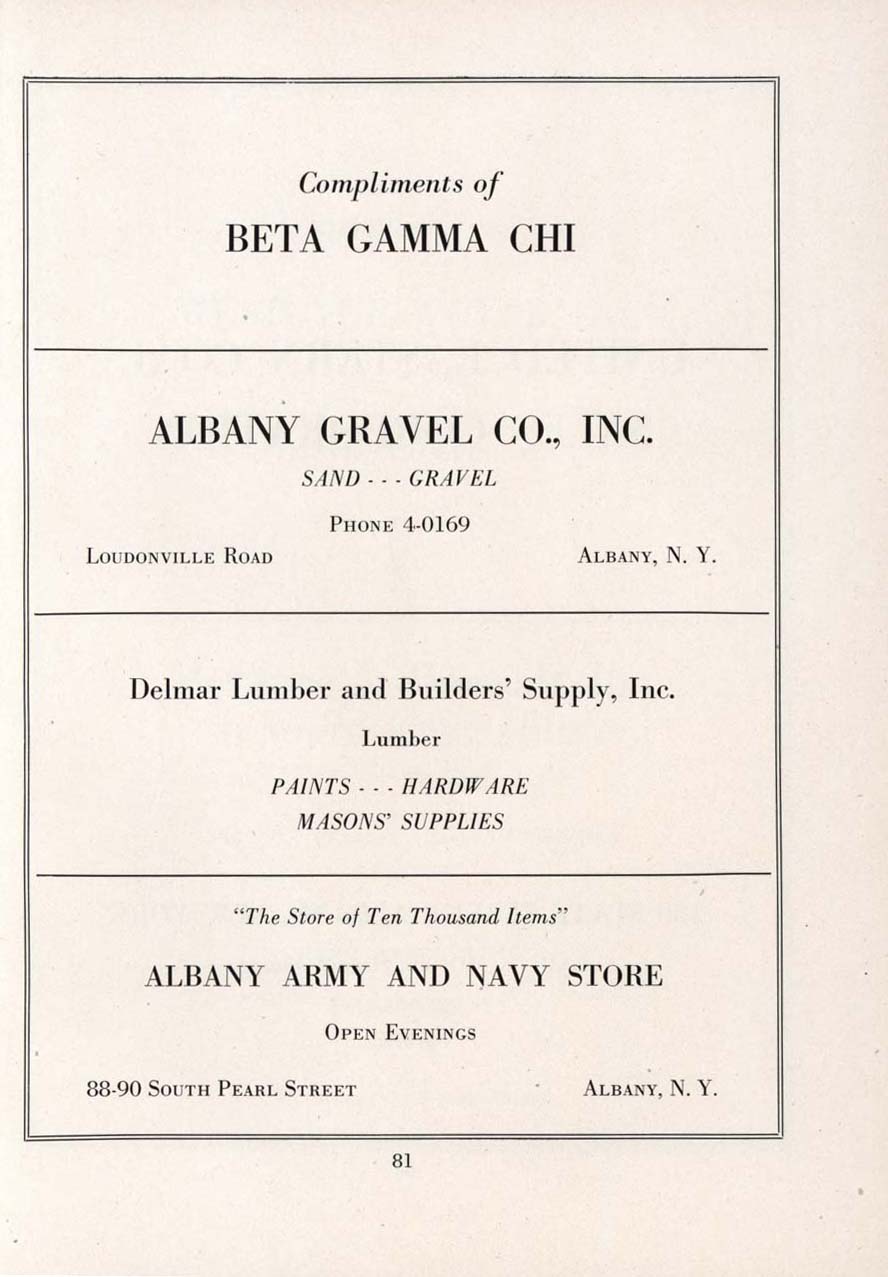 Compliments of
BETA GAMMA CHI
ALBANY GRAVEL CO., INC.
SAND - - - GRAVEL
PHONE 4-0169
LOUDONVILLE ROAD ALBANY, N. Y.
Delmar Lumber and Builders' Supply, Inc.
Lumber
PAINTS - - - HARDWARE
MASONS' SUPPLIES
"The Store of Ten Thousand Items"
ALBANY ARMY AND NAVY STORE
OPEN EVENINGS
88-90 SOUTH PEARL STREET ALBANY, N. Y.
81